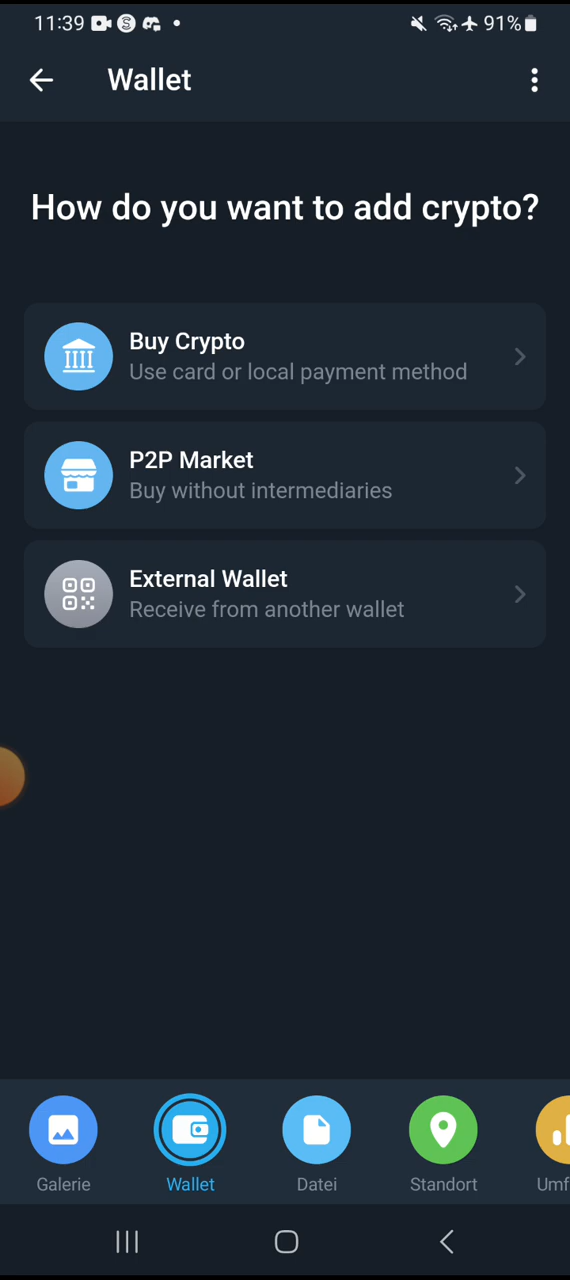 11:39
91%
Wallet
How do you want to add crypto?
Buy Crypto
Use card or local payment method
P2P Market
Buy without intermediaries
External Wallet
Receive from another wallet
Galerie
Wallet
Datei
Standort
Umf